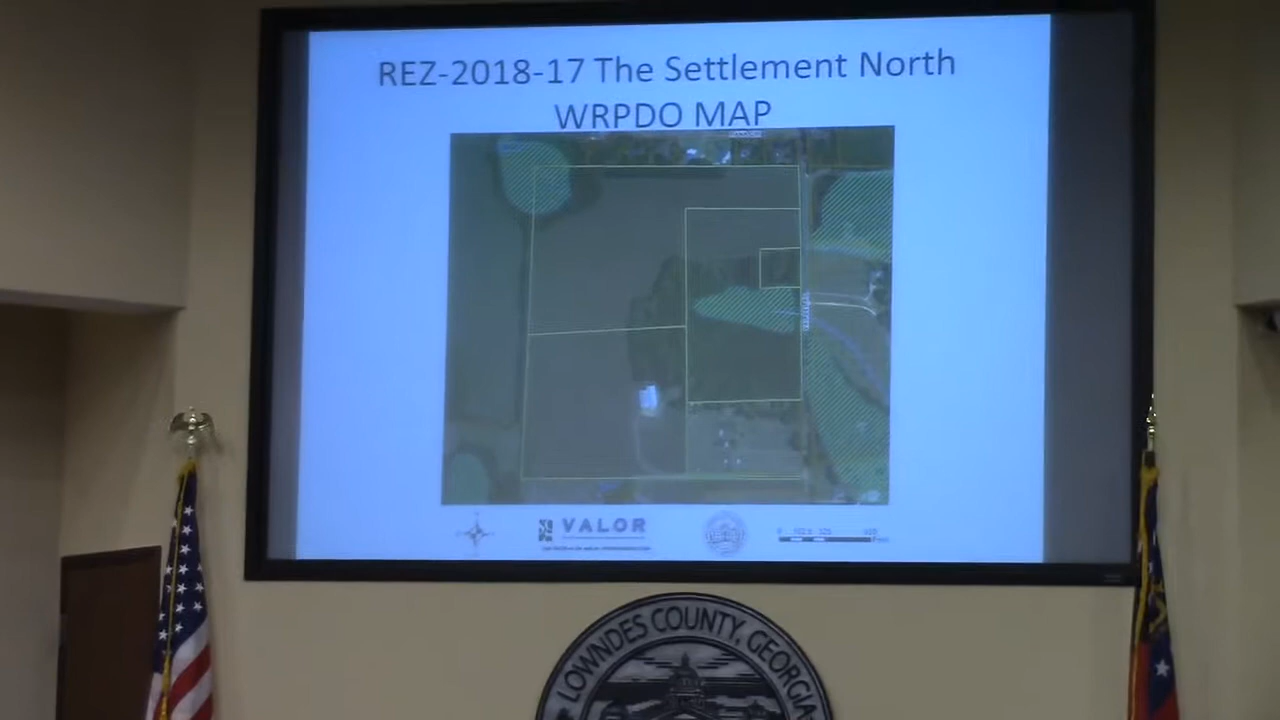 REZ-2018-17 The Settlement North
WRPDO MAP
VALOR
LOWNDES COUNTY, GEORGIA